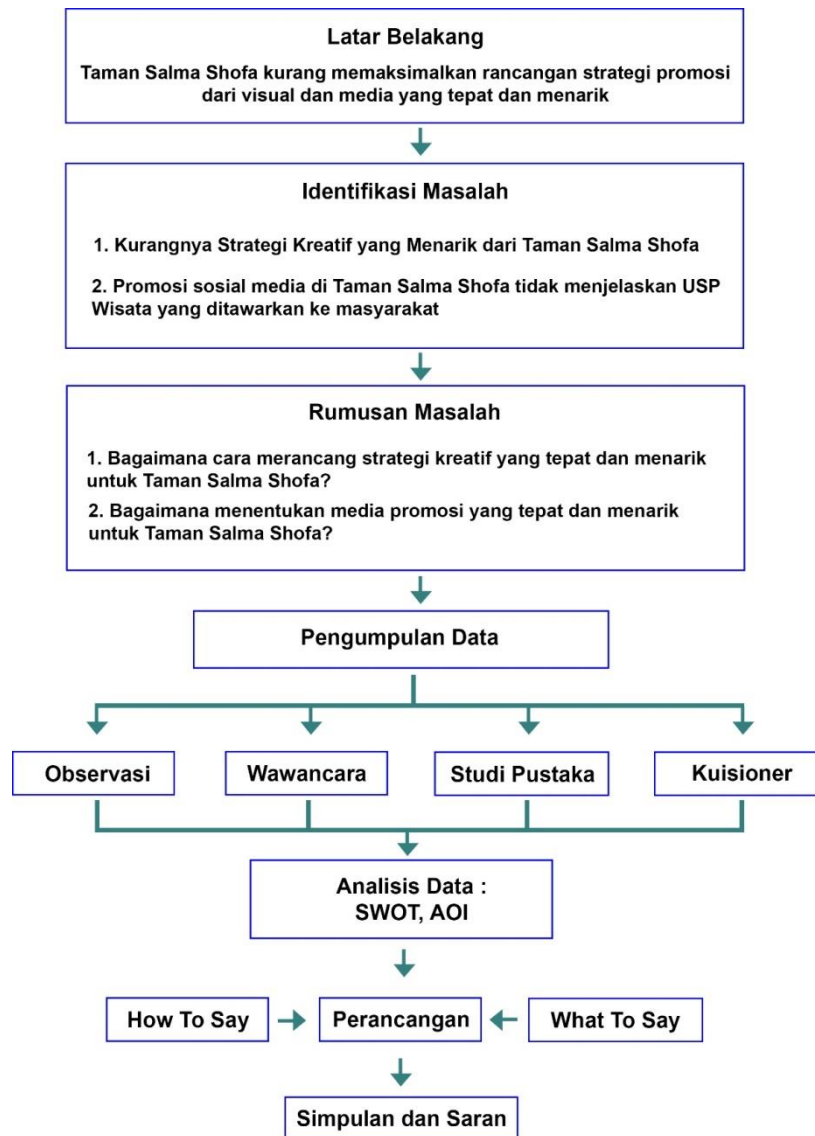 Latar Belakang
Taman Salma Shofa kurang memaksimalkan rancangan strategi promosi
dari visual dan media yang tepat dan menarik
Identifikasi Masalah
1. Kurangnya Strategi Kreatif yang Menarik dari Taman Salma Shofa
2. Promosi sosial media di Taman Salma Shofa tidak menjelaskan USP
Wisata yang ditawarkan ke masyarakat
Rumusan Masalah
1. Bagaimana cara merancang strategi kreatif yang tepat dan menarik
untuk Taman Salma Shofa?
2. Bagaimana menentukan media promosi yang tepat dan menarik
untuk Taman Salma Shofa?
Pengumpulan Data
Observasi
Wawancara
Studi Pustaka
Kuisioner
Analisis Data :
SWOT, AOI
How To Say
Perancangan
What To Say
Simpulan dan Saran